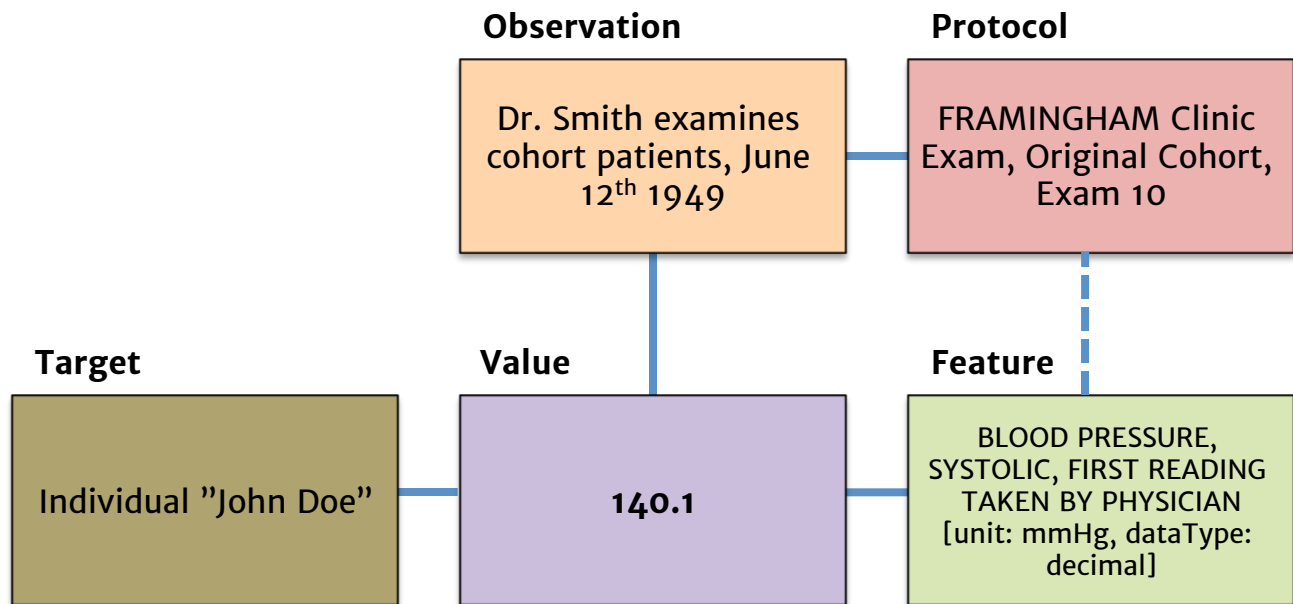 Observation
Protocol
Dr. Smith examines
cohort patients, June
12th 1949
FRAMINGHAM Clinic
Exam, Original Cohort,
Exam 10
Target
Value
Feature
Individual ”John Doe”
140.1
BLOOD PRESSURE,
SYSTOLIC, FIRST READING
TAKEN BY PHYSICIAN
[unit: mmHg, dataType:
decimal]